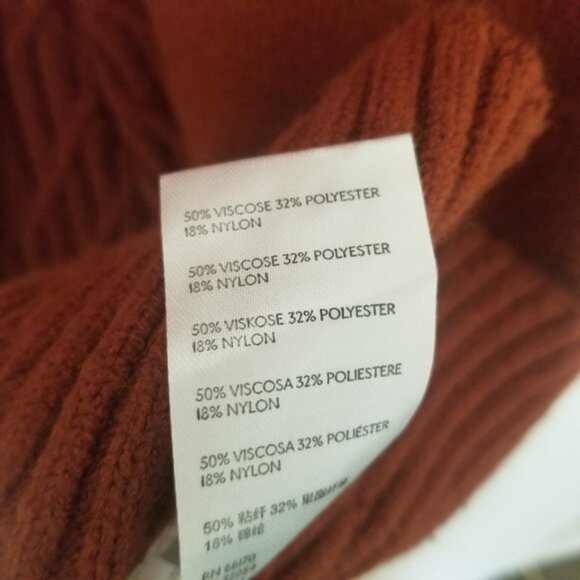 50% VISCOSE 32% POLYESTER
18% NYLON
50% VISCOSE 32% POLYESTER
18% NYLON
50% VISKOSE 32% POLYESTER
18% NYLON
50% VISCOSA 32% POLIESTERE
18% NYLON
50% VISCOSA 32% POLIÉSTER
18% NYLON
50% 粘纤 32% 聚酯纤维
18% 锦纶
RN 66170